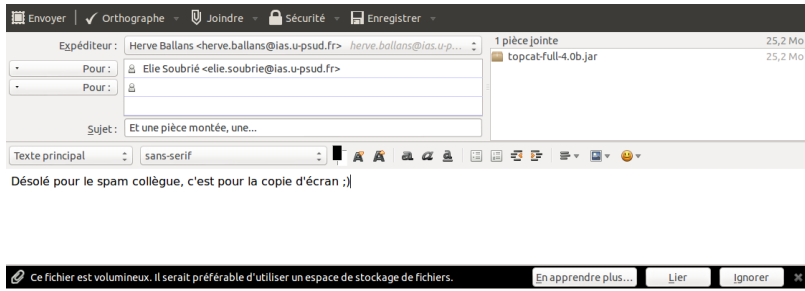 Envoyer Orthographe Joindre Sécurité Enregistrer
Expéditeur : Herve Ballans <herve.ballans@ias.u-psud.fr> herve.ballans@ias.u-p...
1 pièce jointe 25,2 Mo
topcat-full-4.0b.jar 25,2 Mo
Pour : Elie Soubrié <elie.soubrie@ias.u-psud.fr>
Pour :
Sujet : Et une pièce montée, une...
Texte principal sans-serif
Désolé pour le spam collègue, c'est pour la copie d'écran ;)
Ce fichier est volumineux. Il serait préférable d'utiliser un espace de stockage de fichiers. En apprendre plus... Lier Ignorer